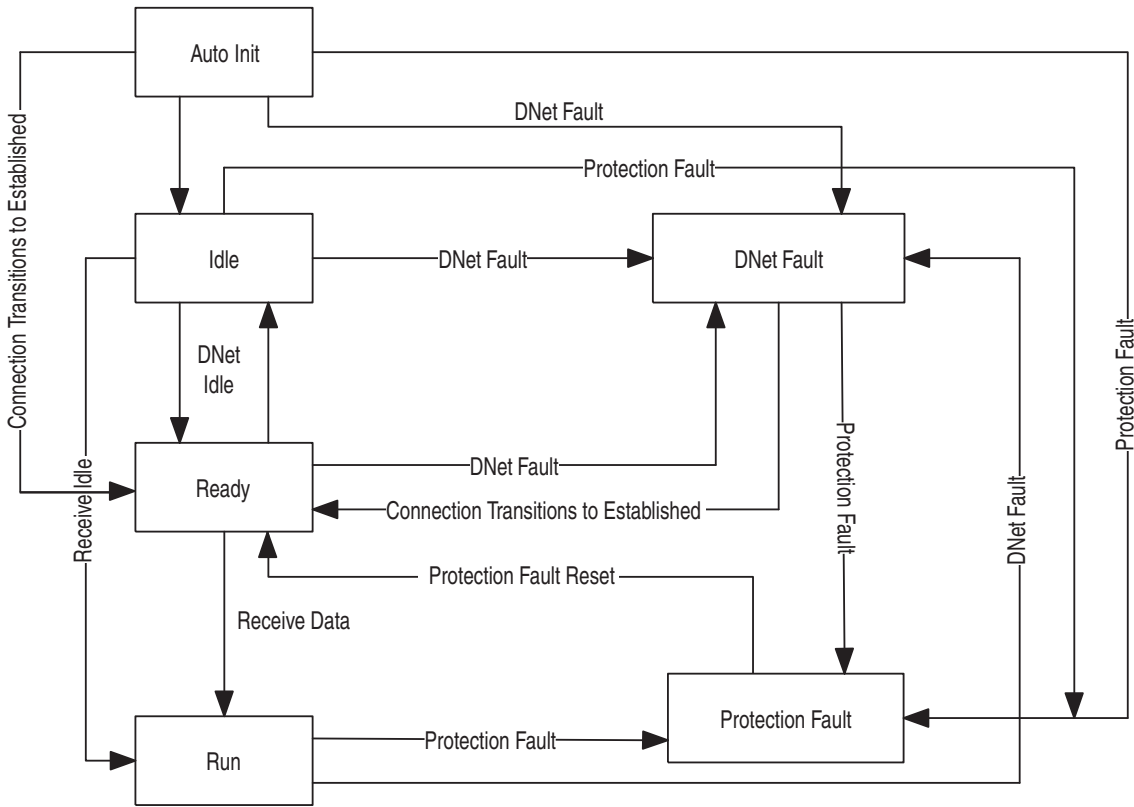 Auto Init
DNet Fault
Protection Fault
Connection Transitions to Established
Idle
DNet Fault
DNet Fault
Protection Fault
DNet
Idle
Receive Idle
Ready
DNet Fault
Connection Transitions to Established
Protection Fault
DNet Fault
Protection Fault Reset
Receive Data
Protection Fault
Run
Protection Fault